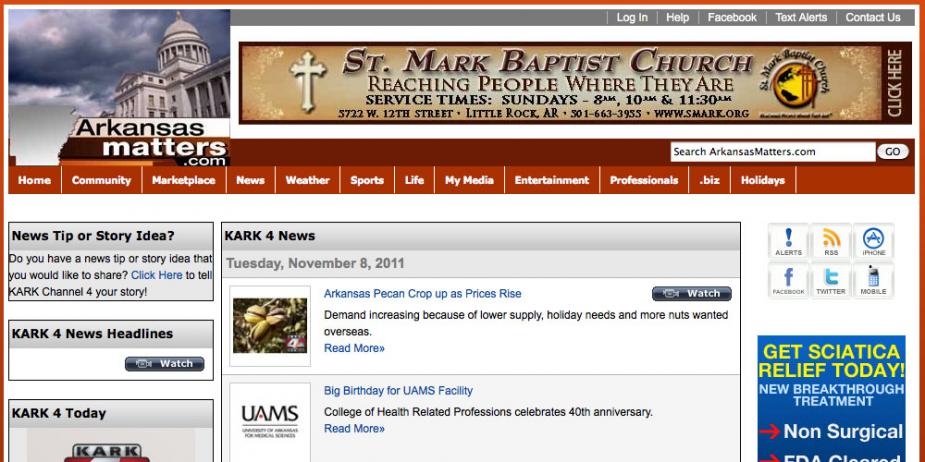 Log In
Help
Facebook
Text Alerts
Contact Us
Arkansas
matters
.com
St. Mark Baptist Church
Reaching People Where They Are
Service Times: Sundays - 8AM, 10AM & 11:30AM
5722 W. 12th Street • Little Rock, AR • 501-663-3955 • www.smark.org
St. Mark Baptist Church
CLICK HERE
Search ArkansasMatters.com
GO
Home
Community
Marketplace
News
Weather
Sports
Life
My Media
Entertainment
Professionals
.biz
Holidays
News Tip or Story Idea?
Do you have a news tip or story idea that
you would like to share? Click Here to tell
KARK Channel 4 your story!
KARK 4 News Headlines
Watch
KARK 4 Today
KARK
KARK 4 News
Tuesday, November 8, 2011
4
Arkansas Pecan Crop up as Prices Rise
Watch
Demand increasing because of lower supply, holiday needs and more nuts wanted
overseas.
Read More»
UAMS
UNIVERSITY OF ARKANSAS
FOR MEDICAL SCIENCES
Big Birthday for UAMS Facility
College of Health Related Professions celebrates 40th anniversary.
Read More»
ALERTS
RSS
iPHONE
FACEBOOK
TWITTER
MOBILE
GET SCIATICA
RELIEF TODAY!
NEW BREAKTHROUGH
TREATMENT
Non Surgical
FDA Cleared